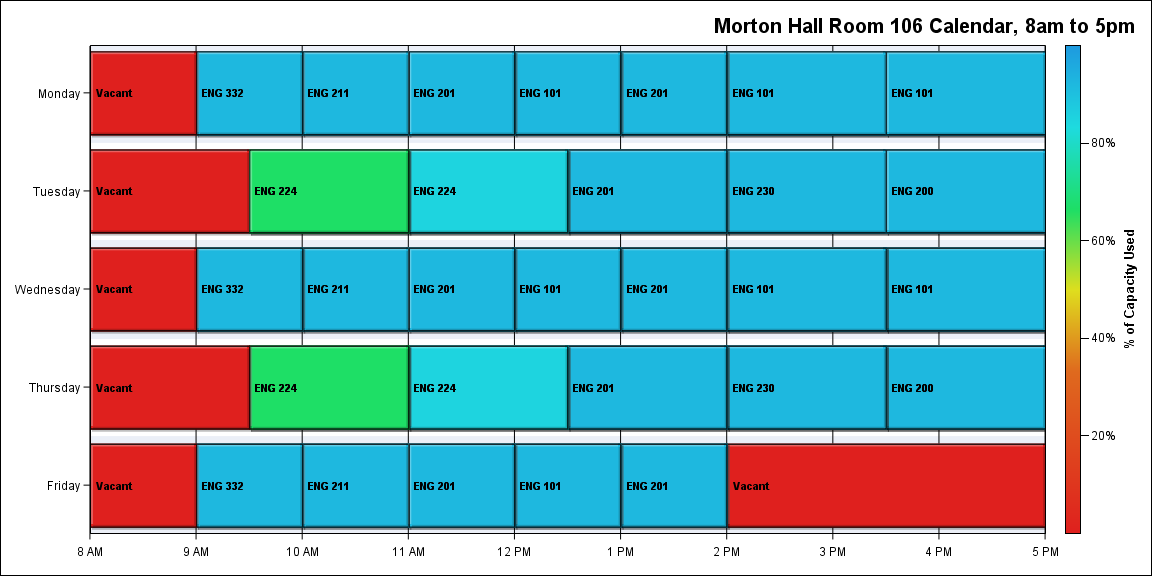 Morton Hall Room 106 Calendar, 8am to 5pm
Monday Vacant ENG 332 ENG 211 ENG 201 ENG 101 ENG 201 ENG 101 ENG 101
80%
Tuesday Vacant ENG 224 ENG 224 ENG 201 ENG 230 ENG 200
60%
Wednesday Vacant ENG 332 ENG 211 ENG 201 ENG 101 ENG 201 ENG 101 ENG 101
% of Capacity Used
40%
Thursday Vacant ENG 224 ENG 224 ENG 201 ENG 230 ENG 200
20%
Friday Vacant ENG 332 ENG 211 ENG 201 ENG 101 ENG 201 Vacant
8 AM 9 AM 10 AM 11 AM 12 PM 1 PM 2 PM 3 PM 4 PM 5 PM